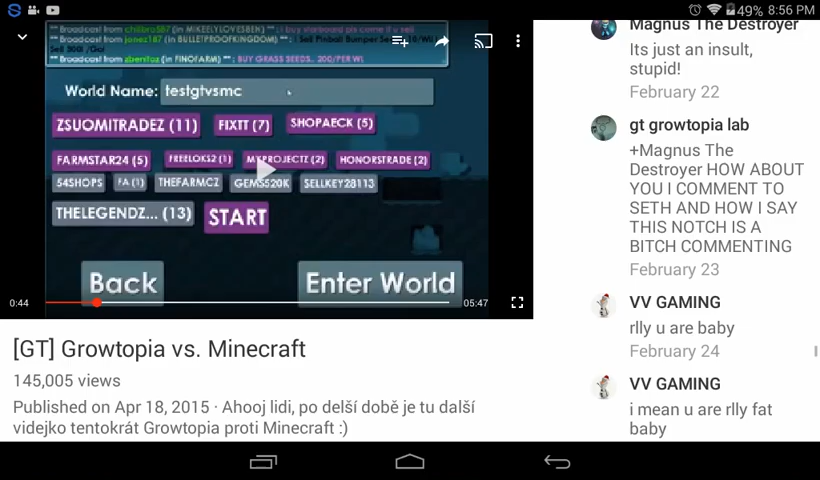 49% 8:56 PM
** Broadcast from
** Broadcast from
** Broadcast from zbenitoz (in FINOFARM) ** : BUY GRASS SEEDS.. 200/PER WL
World Name: testgtvsmc
ZSUOMITRADEZ (11) FIXTT (7) SHOPAECK (5)
FARMSTAR24 (5) FREELOKS2 (1) (2) HONORSTRADE (2)
54SHOPS FA (1) THEFARMCZ GEMS520K SELLKEY28113
THELEGENDZ... (13) START
Back Enter World
0:44 05:47
[GT] Growtopia vs. Minecraft
145,005 views
Published on Apr 18, 2015 · Ahooj lidi, po delší době je tu další
videjko tentokrát Growtopia proti Minecraft :)
Magnus The Destroyer
Its just an insult,
stupid!
February 22
gt growtopia lab
+Magnus The
Destroyer HOW ABOUT
YOU I COMMENT TO
SETH AND HOW I SAY
THIS NOTCH IS A
BITCH COMMENTING
February 23
VV GAMING
rlly u are baby
February 24
VV GAMING
i mean u are rlly fat
baby